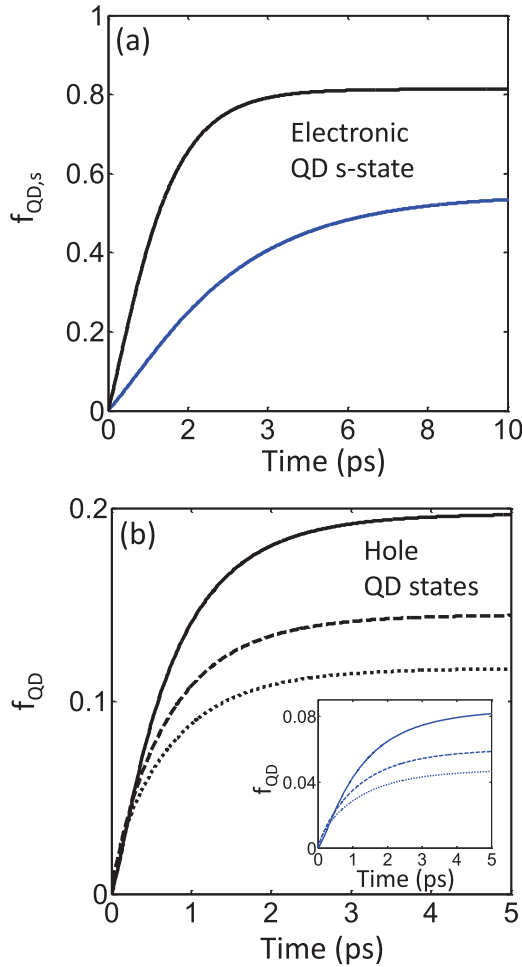 (a)
1
0.8
0.6
0.4
0.2
0
f_QD,s
Electronic
QD s-state
0 2 3 6 8 10
Time (ps)
(b)
0.2
0.1
0
f_QD
Hole
QD states
0.08
0.04
0
f_QD
0 1 2 3 4 5
Time (ps)
0 1 2 3 4 5
Time (ps)